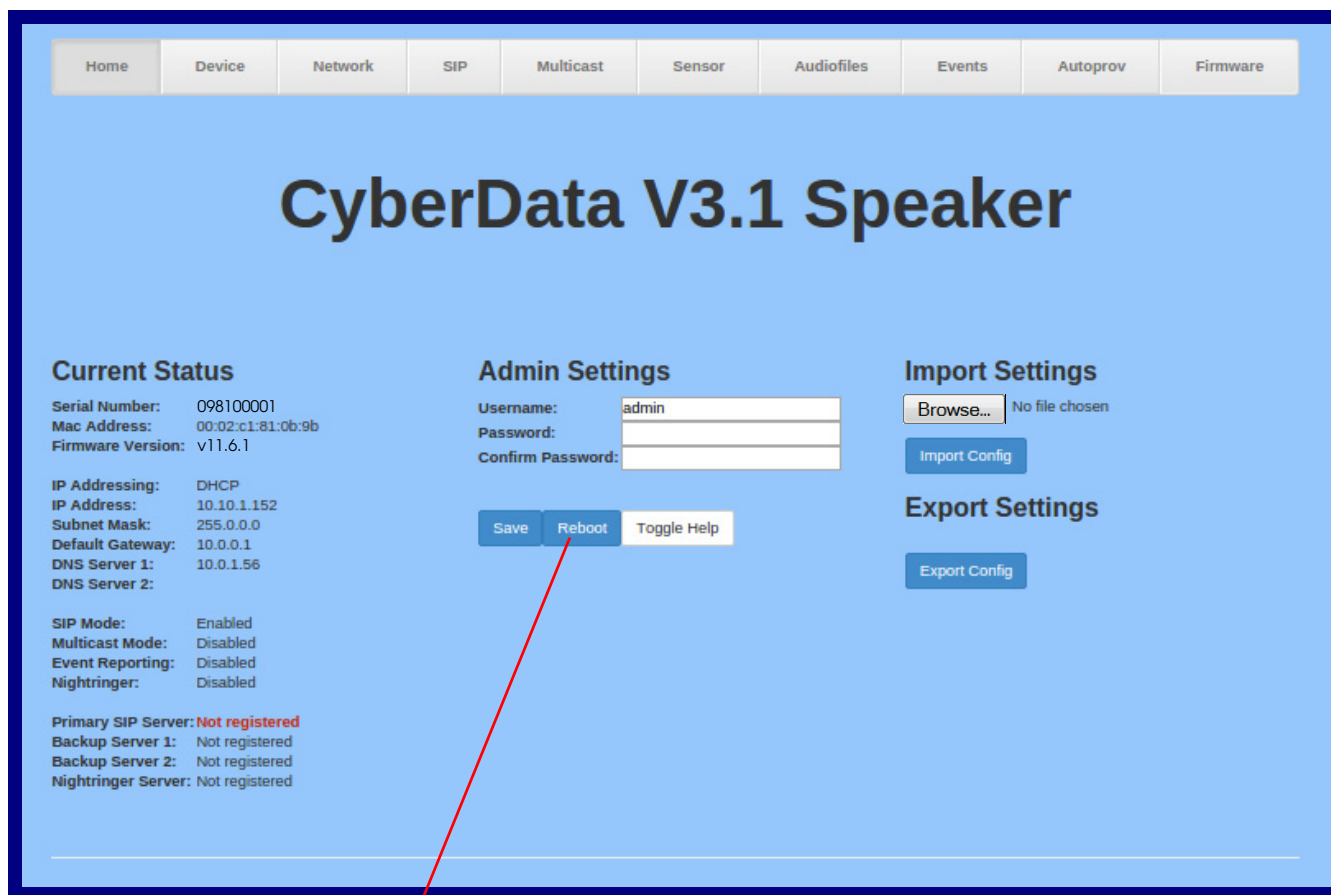 Home Device Network SIP Multicast Sensor Audiofiles Events Autoprov Firmware
CyberData V3.1 Speaker
Current Status
Serial Number: 098100001
Mac Address: 00:02:c1:81:0b:9b
Firmware Version: v11.6.1
IP Addressing: DHCP
IP Address: 10.10.1.152
Subnet Mask: 255.0.0.0
Default Gateway: 10.0.0.1
DNS Server 1: 10.0.1.56
DNS Server 2:
SIP Mode: Enabled
Multicast Mode: Disabled
Event Reporting: Disabled
Nightringer: Disabled
Primary SIP Server: Not registered
Backup Server 1: Not registered
Backup Server 2: Not registered
Nightringer Server: Not registered
Admin Settings
Username: admin
Password:
Confirm Password:
Save Reboot Toggle Help
Import Settings
Browse... No file chosen
Import Config
Export Settings
Export Config